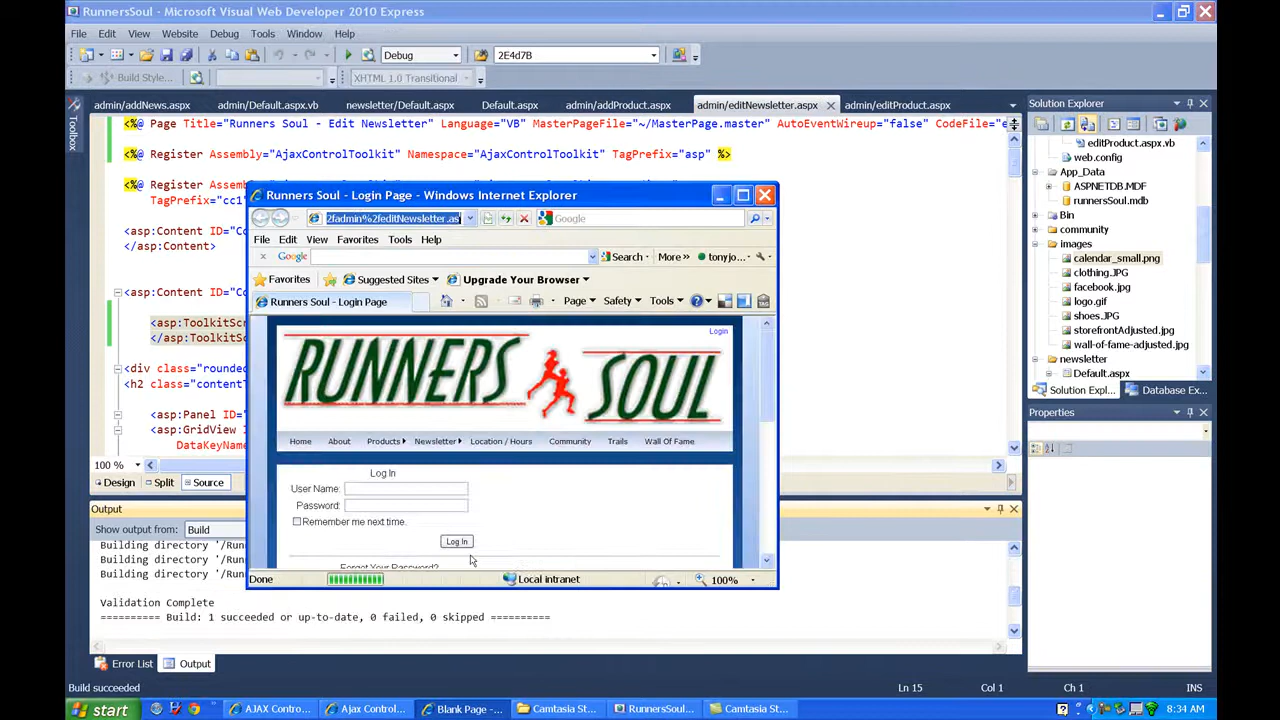 RunnersSoul - Microsoft Visual Web Developer 2010 Express
File Edit View Website Debug Tools Window Help
Debug 2E4d7B
Build Style... XHTML 1.0 Transitional
admin/addNews.aspx admin/Default.aspx.vb newsletter/Default.aspx Default.aspx admin/addProduct.aspx admin/editNewsletter.aspx admin/editProduct.aspx
Toolbox
<%@ Page Title="Runners Soul - Edit Newsletter" Language="VB" MasterPageFile="~/MasterPage.master" AutoEventWireup="false" CodeFile="e
<%@ Register Assembly="AjaxControlToolkit" Namespace="AjaxControlToolkit" TagPrefix="asp" %>
<%@ Register Assemb
TagPrefix="cc1"
<asp:Content ID="Co
</asp:Content>
<asp:Content ID="Co
<asp:ToolkitScr
</asp:ToolkitSc
<div class="rounde
<h2 class="content
<asp:Panel ID="
<asp:GridView I
DataKeyName
100 %
Design Split Source
Runners Soul - Login Page - Windows Internet Explorer
2fadmin%2feditNewsletter.as Google
File Edit View Favorites Tools Help
Google Search More» tonyjo...
Favorites Suggested Sites Upgrade Your Browser
Runners Soul - Login Page Page Safety Tools
Login
RUNNERS SOUL
Home About Products Newsletter Location / Hours Community Trails Wall Of Fame
Log In
User Name:
Password:
Remember me next time.
Log In
Forgot Your Password?
Done Local intranet 100%
Solution Explorer
editProduct.aspx.vb
web.config
App_Data
ASPNETDB.MDF
runnersSoul.mdb
Bin
community
images
calendar_small.png
clothing.JPG
facebook.jpg
logo.gif
shoes.JPG
storefrontAdjusted.jpg
wall-of-fame-adjusted.jpg
newsletter
Default.aspx
Solution Expl... Database Ex...
Properties
Output
Show output from: Build
Building directory '/Run
Building directory '/Run
Building directory '/Run
Validation Complete
========== Build: 1 succeeded or up-to-date, 0 failed, 0 skipped ==========
Error List Output
Build succeeded Ln 15 Col 1 Ch 1 INS
start AJAX Contro... Ajax Control... Blank Page -... Camtasia St... RunnersSoul... Camtasia St... 8:34 AM